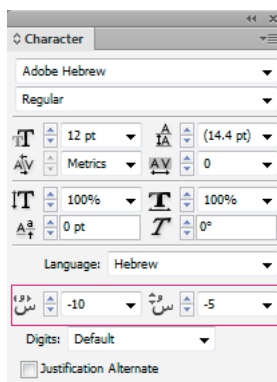 Character
Adobe Hebrew
Regular
12 pt (14.4 pt)
Metrics 0
100% 100%
0 pt 0°
Language: Hebrew
-10 -5
Digits: Default
Justification Alternate